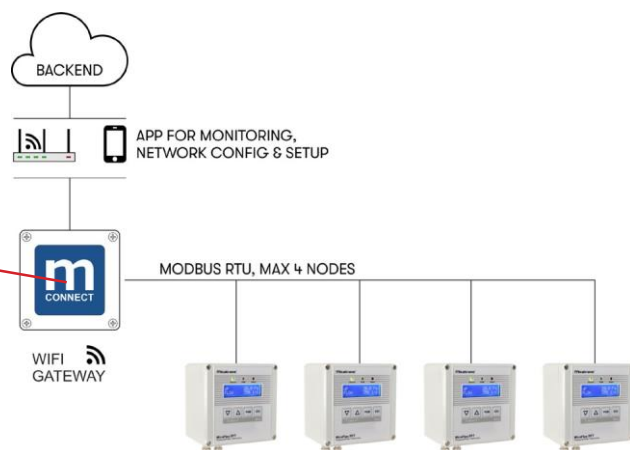 BACKEND
APP FOR MONITORING,
NETWORK CONFIG & SETUP
m
CONNECT
MODBUS RTU, MAX 4 NODES
WIFI
GATEWAY